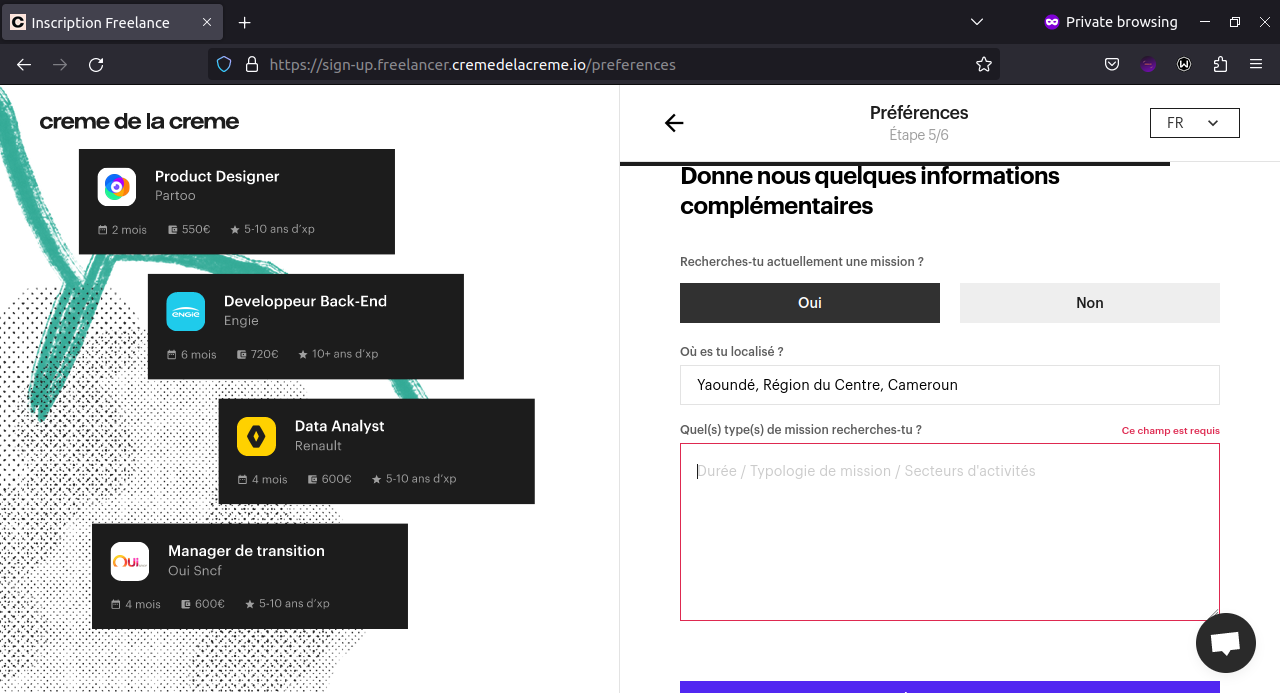 Inscription Freelance
Private browsing
https://sign-up.freelancer.cremedelacreme.io/preferences
creme de la creme
Product Designer
Partoo
2 mois 550€ 5-10 ans d'xp
ENGIE
Developpeur Back-End
Engie
6 mois 720€ 10+ ans d'xp
Data Analyst
Renault
4 mois 600€ 5-10 ans d'xp
Oui
Manager de transition
Oui Sncf
4 mois 600€ 5-10 ans d'xp
Préférences
Étape 5/6
FR
Donne nous quelques informations
complémentaires
Recherches-tu actuellement une mission ?
Oui Non
Où es tu localisé ?
Yaoundé, Région du Centre, Cameroun
Quel(s) type(s) de mission recherches-tu ? Ce champ est requis
Durée / Typologie de mission / Secteurs d'activités